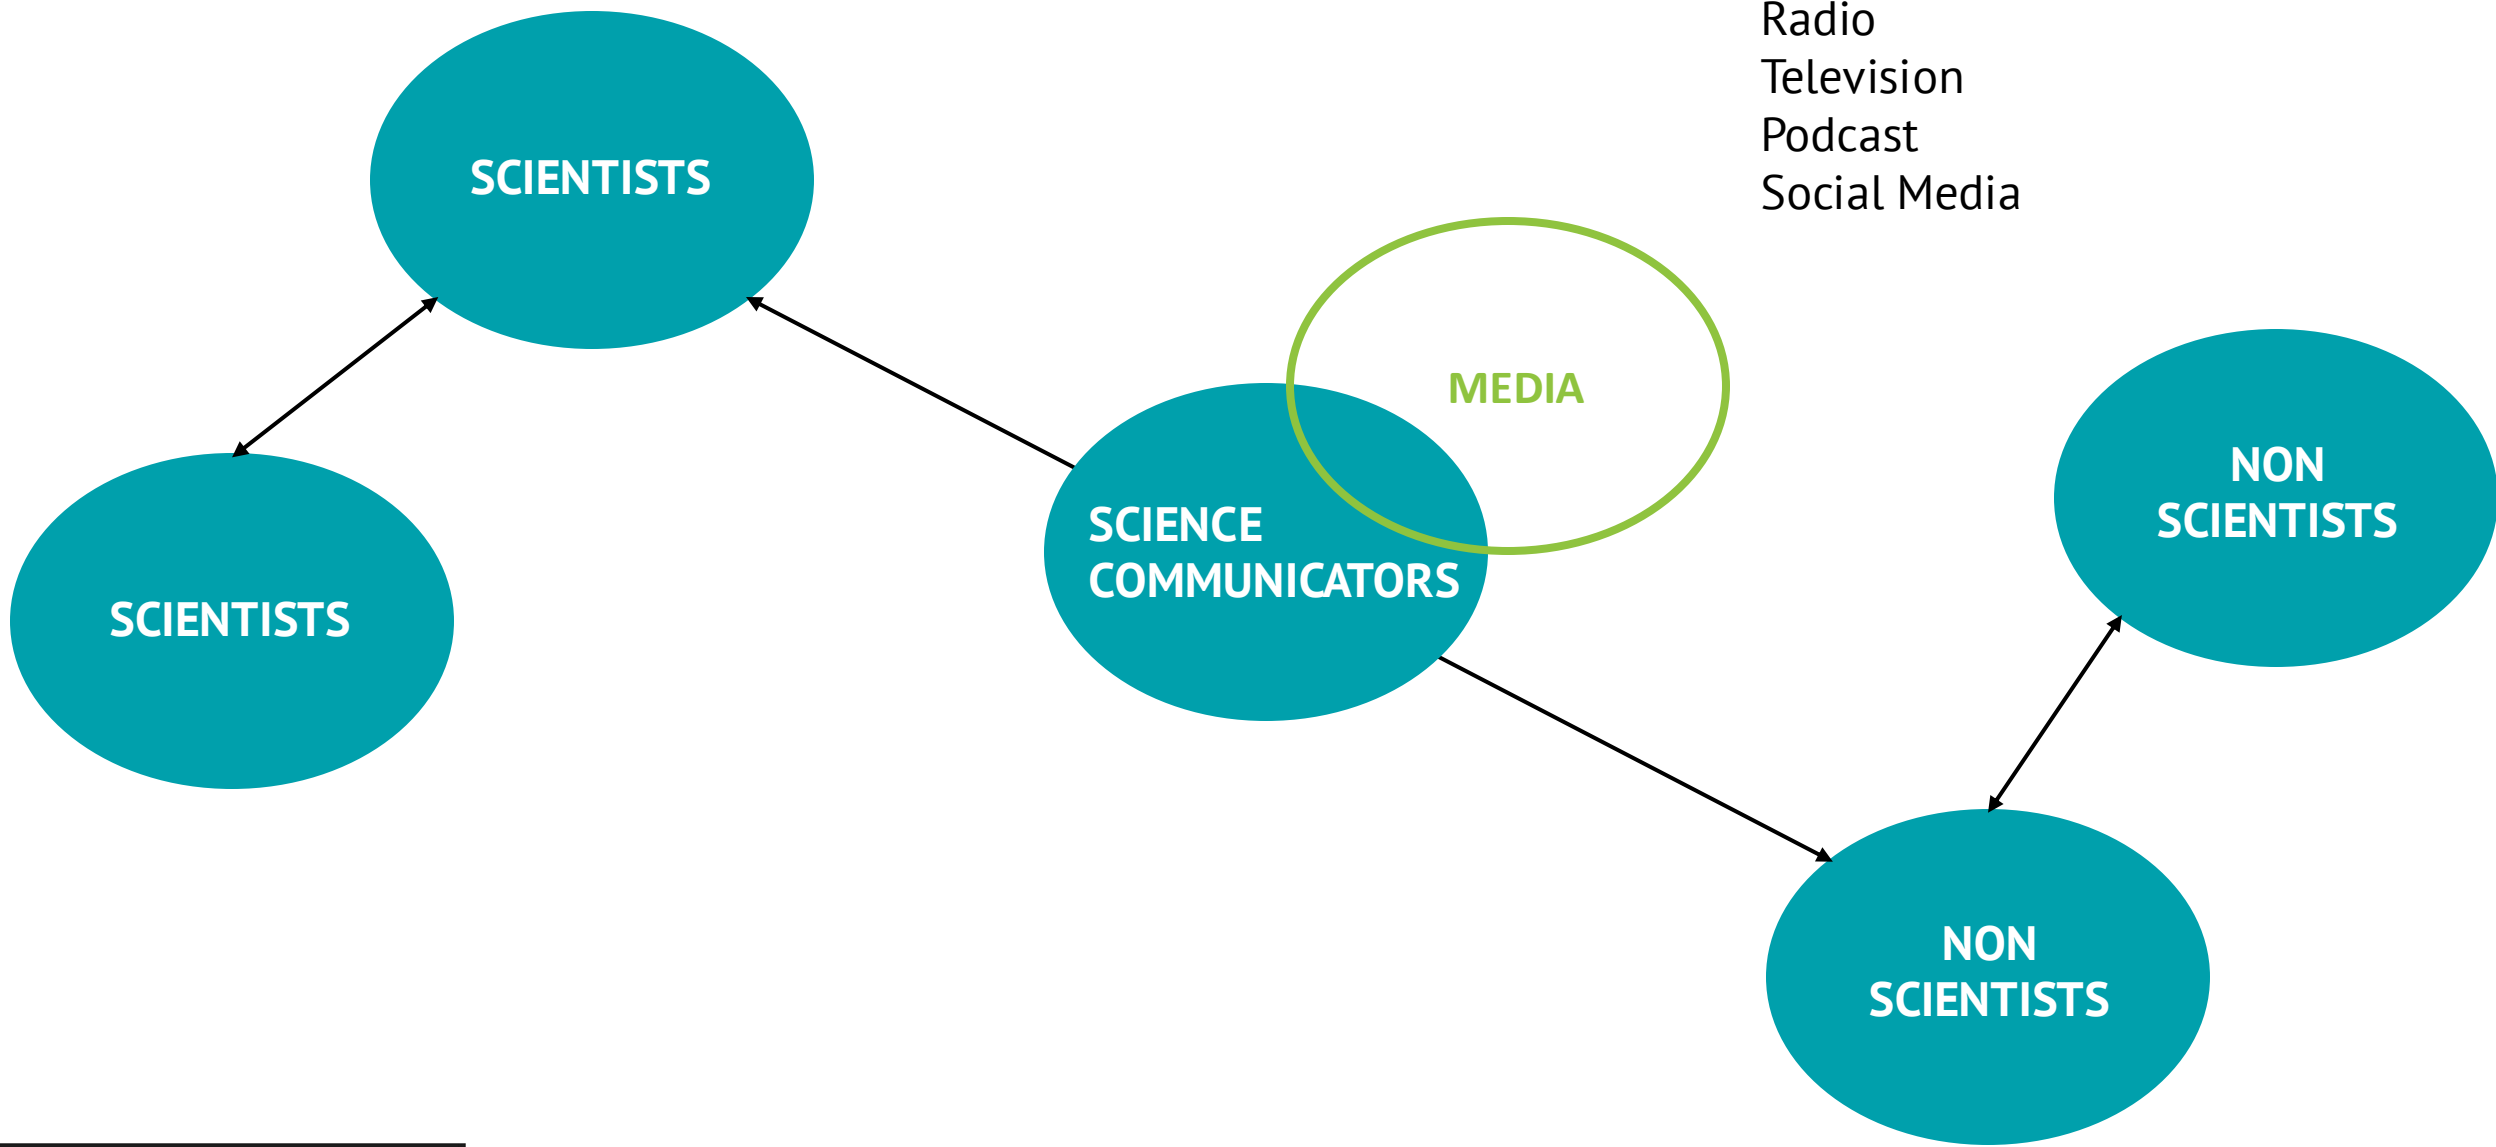 Radio
Television
Podcast
Social Media
SCIENTISTS
MEDIA
NON
SCIENTISTS
SCIENCE
COMMUNICATORS
SCIENTISTS
NON
SCIENTISTS